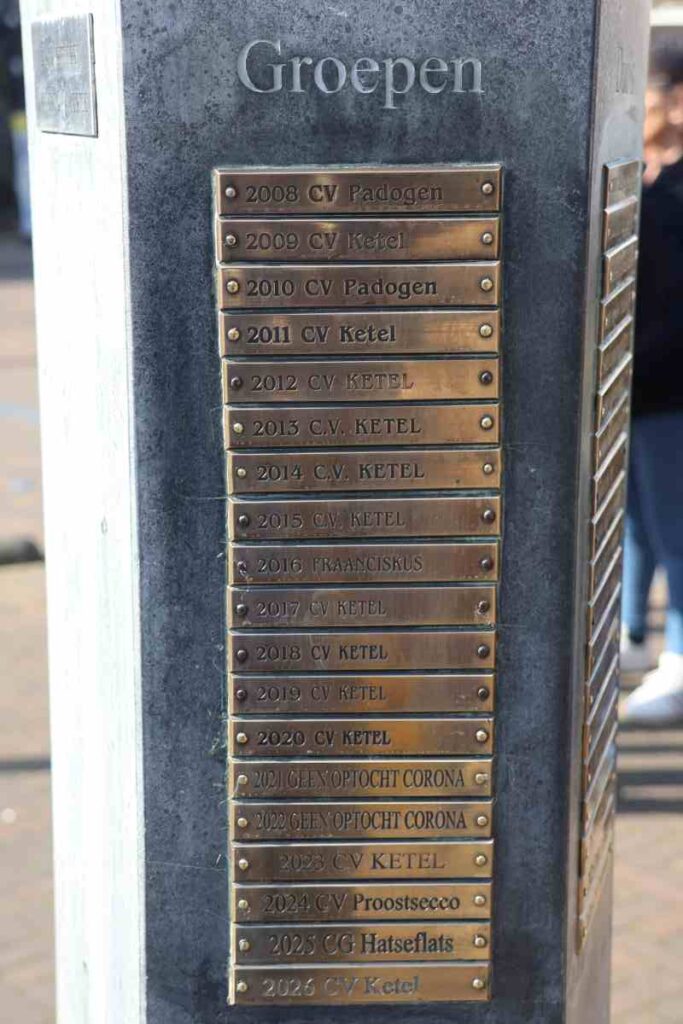 Groepen
2008 CV Padogen
2009 CV Ketel
2010 CV Padogen
2011 CV Ketel
2012 CV KETEL
2013 C.V. KETEL
2014 C.V. KETEL
2015 C.V. KETEL
2016 FRAANCISKUS
2017 CV KETEL
2018 CV KETEL
2019 CV KETEL
2020 CV KETEL
2021 GEEN OPTOCHT CORONA
2022 GEEN OPTOCHT CORONA
2023 CV KETEL
2024 CV Proostsecco
2025 CG Hatseflats
2026 CV Ketel